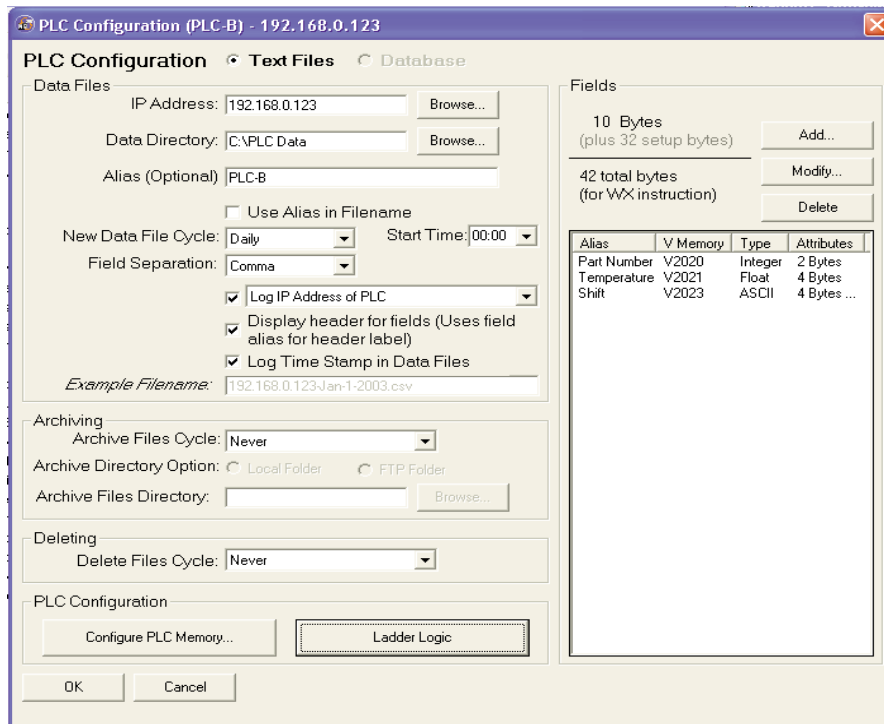 PLC Configuration (PLC-B) - 192.168.0.123
PLC Configuration Text Files Database
Data Files
IP Address: 192.168.0.123 Browse...
Data Directory: C:\PLC Data Browse...
Alias (Optional) PLC-B
Use Alias in Filename
New Data File Cycle: Daily Start Time: 00:00
Field Separation: Comma
Log IP Address of PLC
Display header for fields (Uses field
alias for header label)
Log Time Stamp in Data Files
Example Filename: 192.168.0.123-Jan-1-2003.csv
Archiving
Archive Files Cycle: Never
Archive Directory Option: Local Folder FTP Folder
Archive Files Directory: Browse...
Deleting
Delete Files Cycle: Never
PLC Configuration
Configure PLC Memory... Ladder Logic
OK Cancel
Fields
10 Bytes
(plus 32 setup bytes)
42 total bytes
(for WX instruction)
Add...
Modify...
Delete
Alias V Memory Type Attributes
Part Number V2020 Integer 2 Bytes
Temperature V2021 Float 4 Bytes
Shift V2023 ASCII 4 Bytes ...